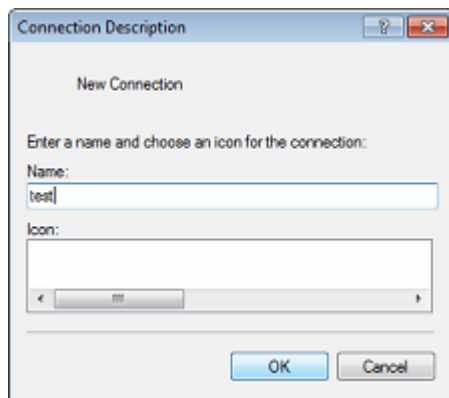 Connection Description
New Connection
Enter a name and choose an icon for the connection:
Name:
test
Icon:
OK
Cancel